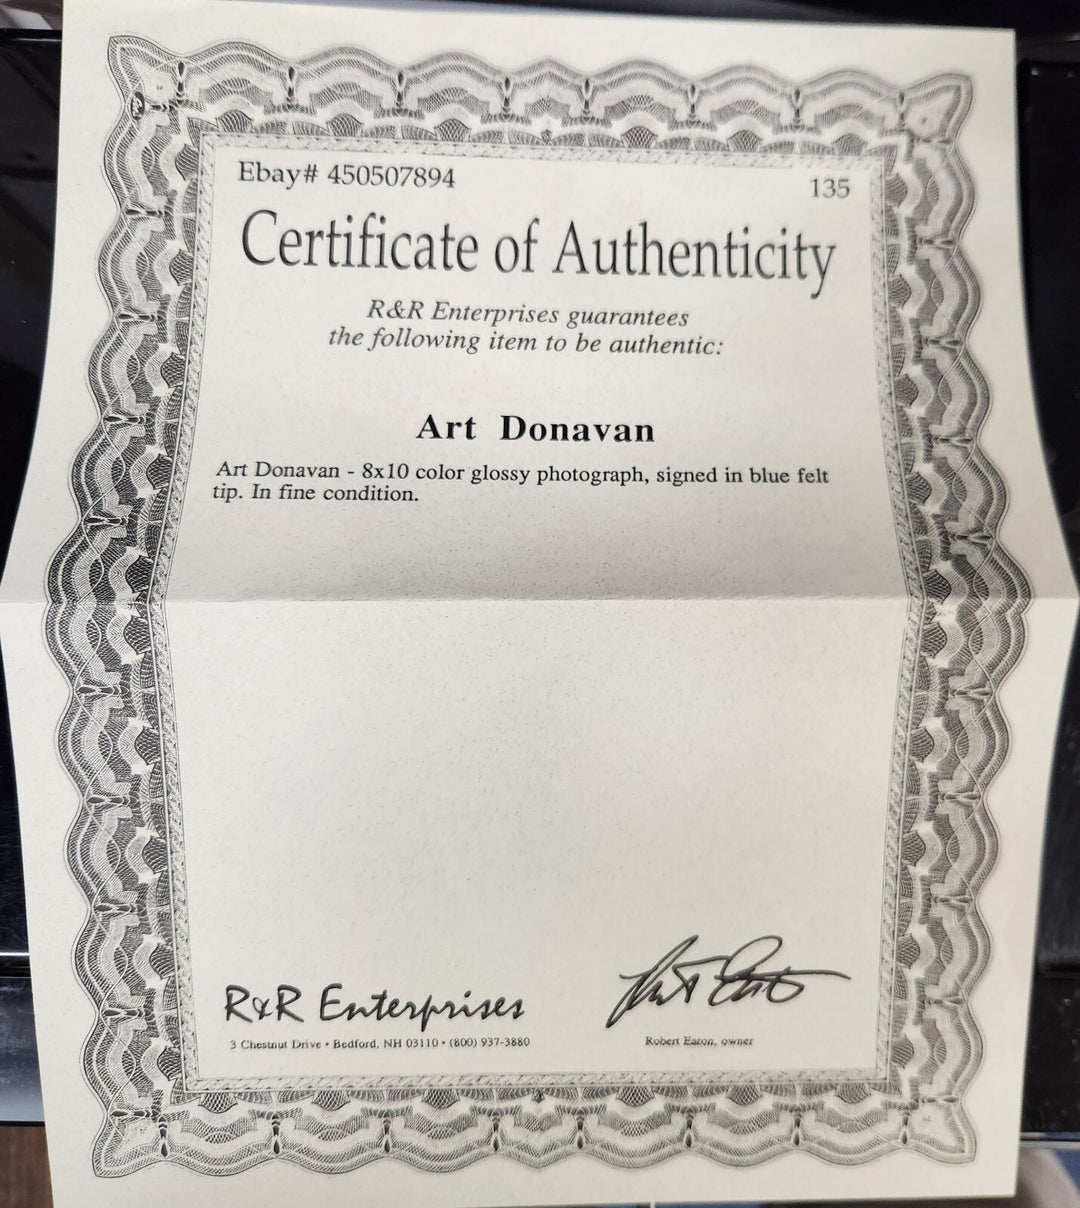 Ebay# 450507894
135
Certificate of Authenticity
R&R Enterprises guarantees
the following item to be authentic:
Art Donavan
Art Donavan - 8x10 color glossy photograph, signed in blue felt
tip. In fine condition.
R&R Enterprises
3 Chestnut Drive • Bedford, NH 03110 • (800) 937-3880
Robert Eaton, owner